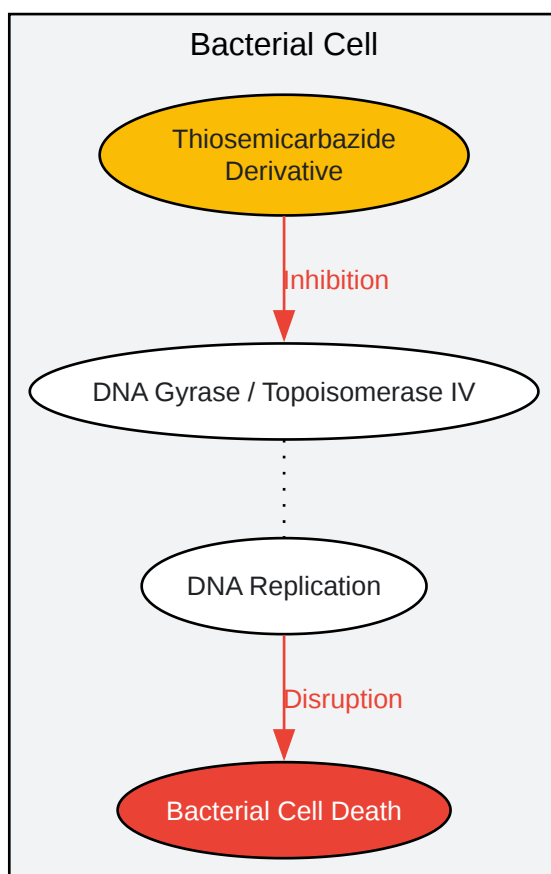 Bacterial Cell
Thiosemicarbazide
Derivative
Inhibition
DNA Gyrase / Topoisomerase IV
DNA Replication
Disruption
Bacterial Cell Death